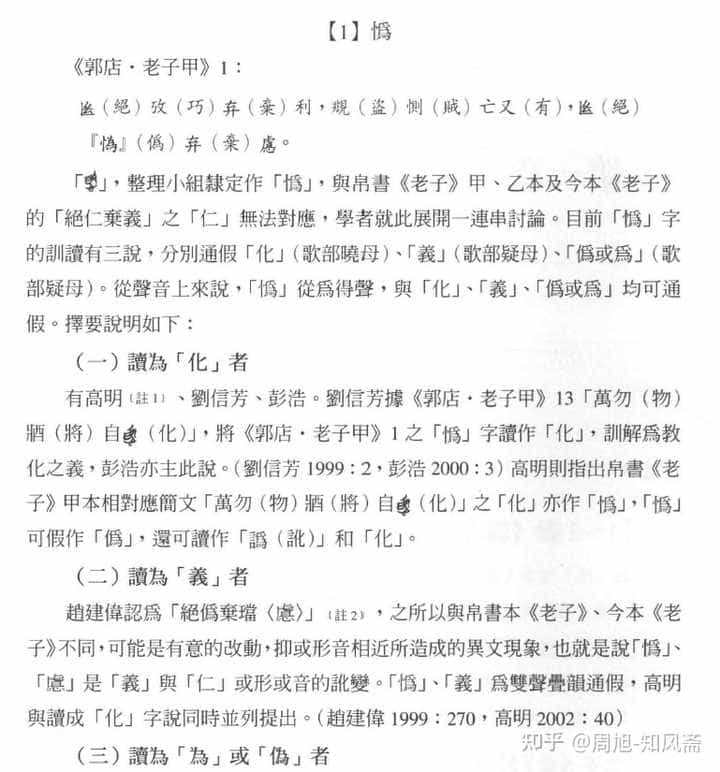 【1】憍
《郭店・老子甲》1：
(絕)攷(巧)弃(棄)利，覜(盜)惻(賊)亡又(有)，(絕)
『憍』(僞)弃(棄)慮。
「」，整理小組隸定作「憍」，與帛書《老子》甲、乙本及今本《老子》
的「絕仁棄義」之「仁」無法對應，學者就此展開一連串討論。目前「憍」字
的訓讀有三說，分別通假「化」(歌部曉母)、「義」(歌部疑母)、「僞或爲」(歌
部疑母)。從聲音上來說，「憍」從爲得聲，與「化」、「義」、「僞或爲」均可通
假。擇要說明如下：
(一)讀為「化」者
有高明〔註1〕、劉信芳、彭浩。劉信芳據《郭店・老子甲》13「萬勿(物)
牆(將)自(化)」，將《郭店・老子甲》1之「憍」字讀作「化」，訓解爲教
化之義，彭浩亦主此說。(劉信芳1999：2，彭浩2000：3)高明則指出帛書《老
子》甲本相對應簡文「萬勿(物)牆(將)自(化)」之「化」亦作「憍」，「憍」
可假作「僞」，還可讀作「譌(訛)」和「化」。
(二)讀為「義」者
趙建偉認爲「絕僞棄璫〈慮〉」〔註2〕，之所以與帛書本《老子》、今本《老
子》不同，可能是有意的改動，抑或形音相近所造成的異文現象，也就是說「憍」、
「慮」是「義」與「仁」或形或音的訛變。「憍」、「義」爲雙聲疊韻通假，高明
與讀成「化」字說同時並列提出。(趙建偉1999：270，高明2002：40)
(三)讀為「為」或「偽」者
知乎 @周旭-知风斋